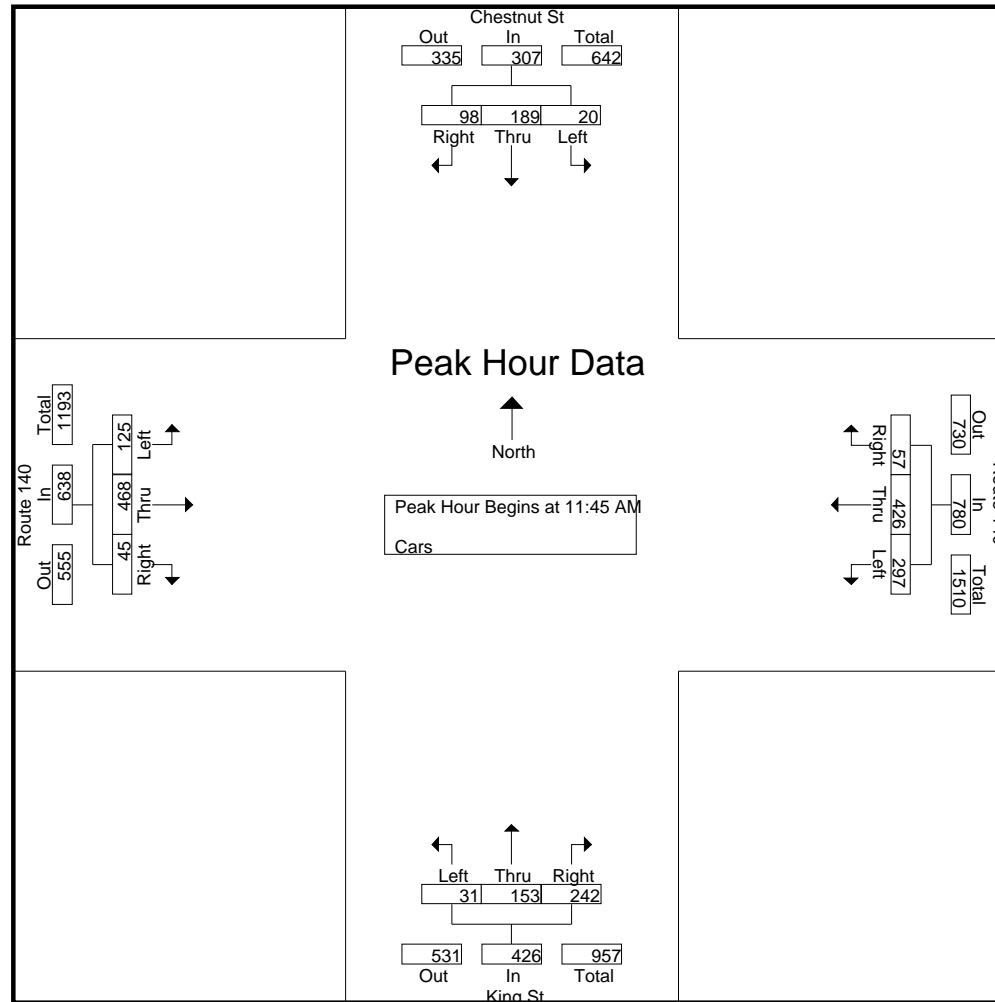 Chestnut St
Out In Total
335 307 642
98 189 20
Right Thru Left
Peak Hour Data
North
Peak Hour Begins at 11:45 AM
Cars
Route 140
Total In Out
1193 638 555
125 468 45
Left Thru Right
Out In Total
730 780 1510
57 426 297
Right Thru Left
Left Thru Right
31 153 242
531 426 957
Out In Total
King St